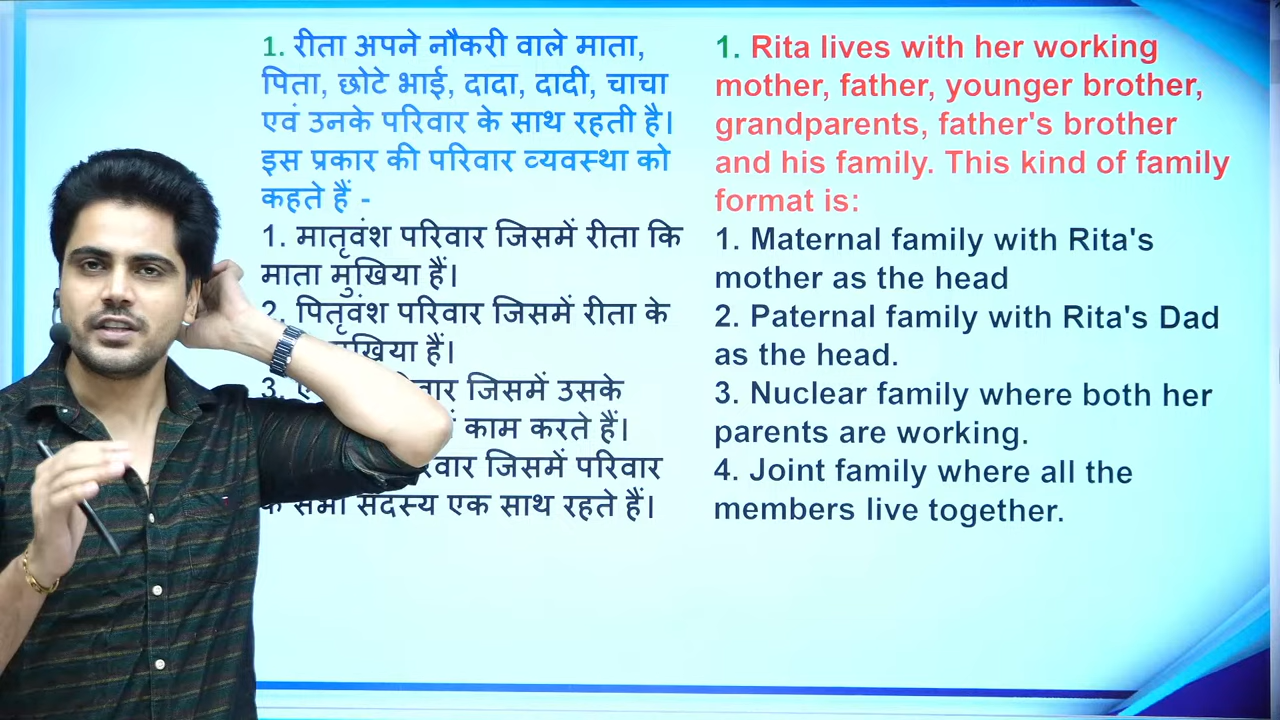 1. रीता अपने नौकरी वाले माता,
पिता, छोटे भाई, दादा, दादी, चाचा
एवं उनके परिवार के साथ रहती है।
इस प्रकार की परिवार व्यवस्था को
कहते हैं -
1. मातृवंश परिवार जिसमें रीता कि
माता मुखिया हैं।
2. पितृवंश परिवार जिसमें रीता के
मुखिया हैं।
3. जिसमें उसके
काम करते हैं।
जिसमें परिवार
सभी सदस्य एक साथ रहते हैं।
1. Rita lives with her working
mother, father, younger brother,
grandparents, father's brother
and his family. This kind of family
format is:
1. Maternal family with Rita's
mother as the head
2. Paternal family with Rita's Dad
as the head.
3. Nuclear family where both her
parents are working.
4. Joint family where all the
members live together.